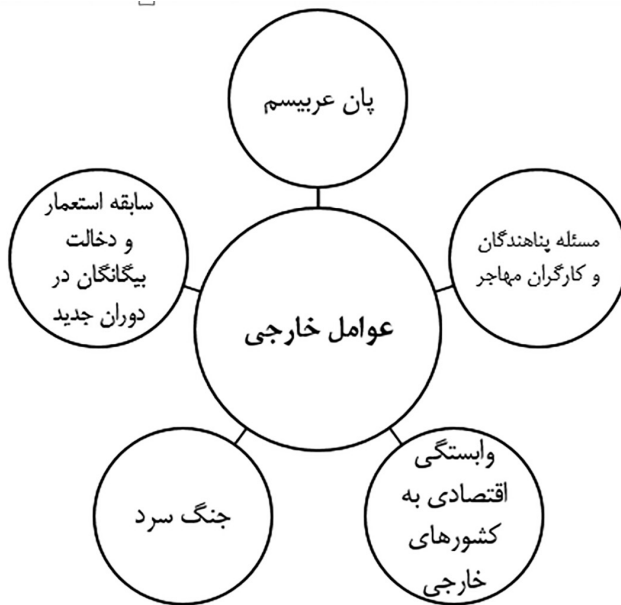 پان عربیسم
مسئله پناهندگان
و کارگران مهاجر
سابقه استعمار
و دخالت
بیگانگان در
دوران جدید
عوامل خارجی
وابستگی
اقتصادی به
کشورهای
خارجی
جنگ سرد